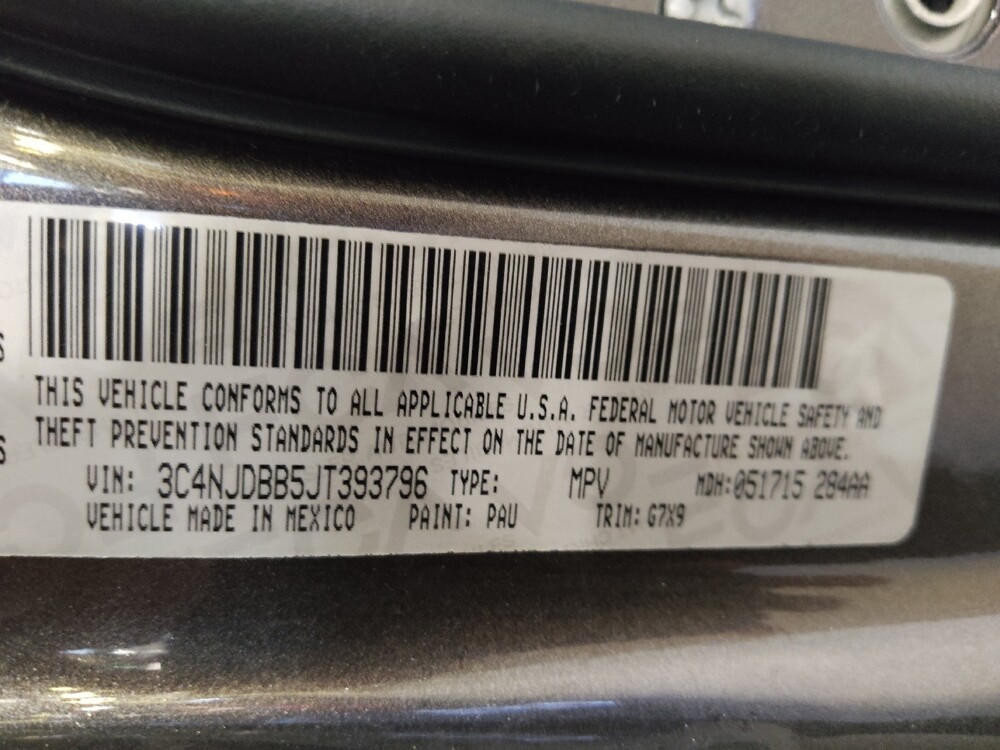 THIS VEHICLE CONFORMS TO ALL APPLICABLE U.S.A. FEDERAL MOTOR VEHICLE SAFETY AND
THEFT PREVENTION STANDARDS IN EFFECT ON THE DATE OF MANUFACTURE SHOWN ABOVE.
VIN: 3C4NJDBB5JT393796 TYPE: MPV MDH:051715 284AA
VEHICLE MADE IN MEXICO PAINT: PAU TRIM: G7X9